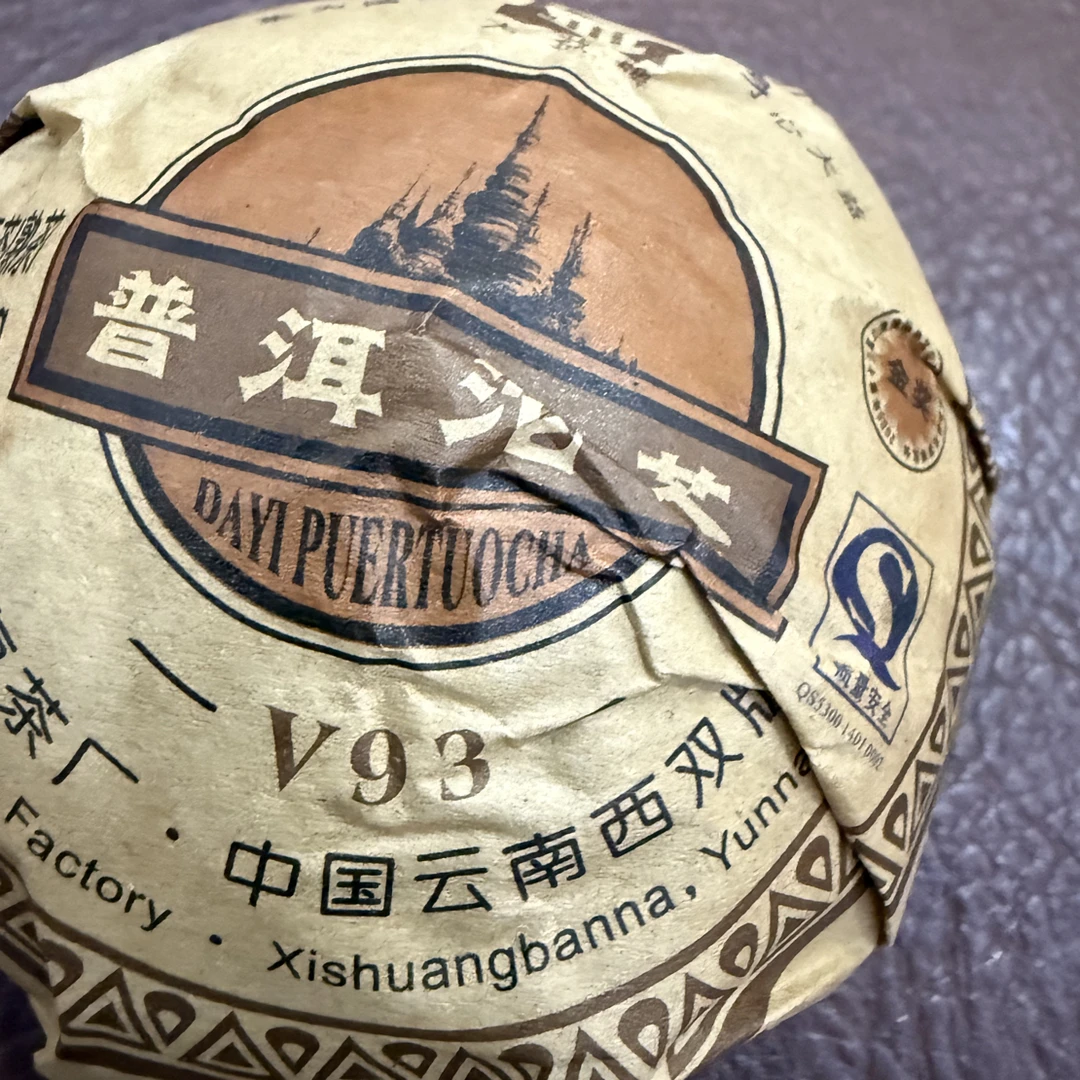 普洱沱茶
DAYI PUERTUOCHA
V93
茶厂 · 中国云南西双版
Factory · Xishuangbanna, Yunna
质量安全
QS5300 1401 0002